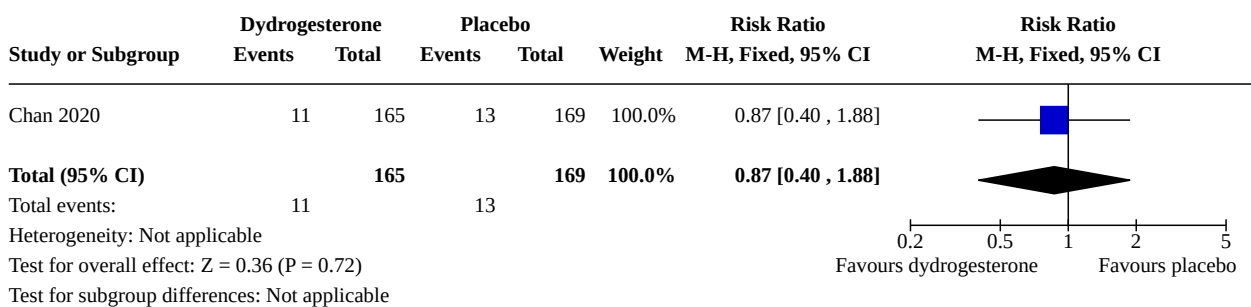 Dydrogesterone Placebo Risk Ratio Risk Ratio
Study or Subgroup Events Total Events Total Weight M-H, Fixed, 95% CI M-H, Fixed, 95% CI
Chan 2020 11 165 13 169 100.0% 0.87 [0.40 , 1.88]
Total (95% CI) 165 169 100.0% 0.87 [0.40 , 1.88]
Total events: 11 13
Heterogeneity: Not applicable
0.2 0.5 1 2 5
Test for overall effect: Z = 0.36 (P = 0.72) Favours dydrogesterone Favours placebo
Test for subgroup differences: Not applicable